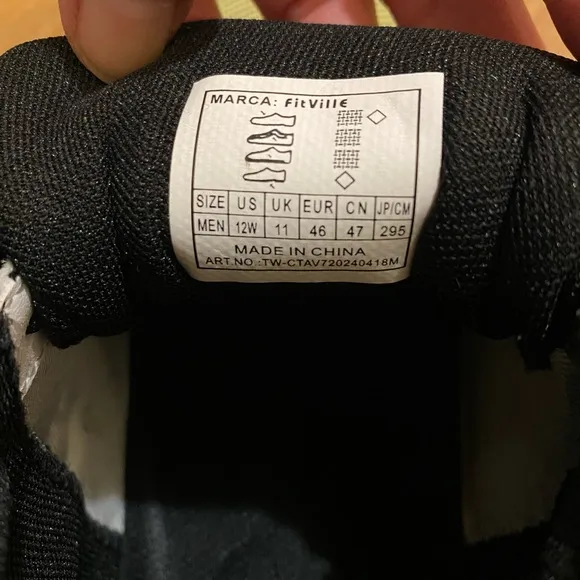 MARCA: FitVille
SIZE US UK EUR CN JP/CM
MEN 12W 11 46 47 295
MADE IN CHINA
ART.NO.:TW-CTAV720240418M